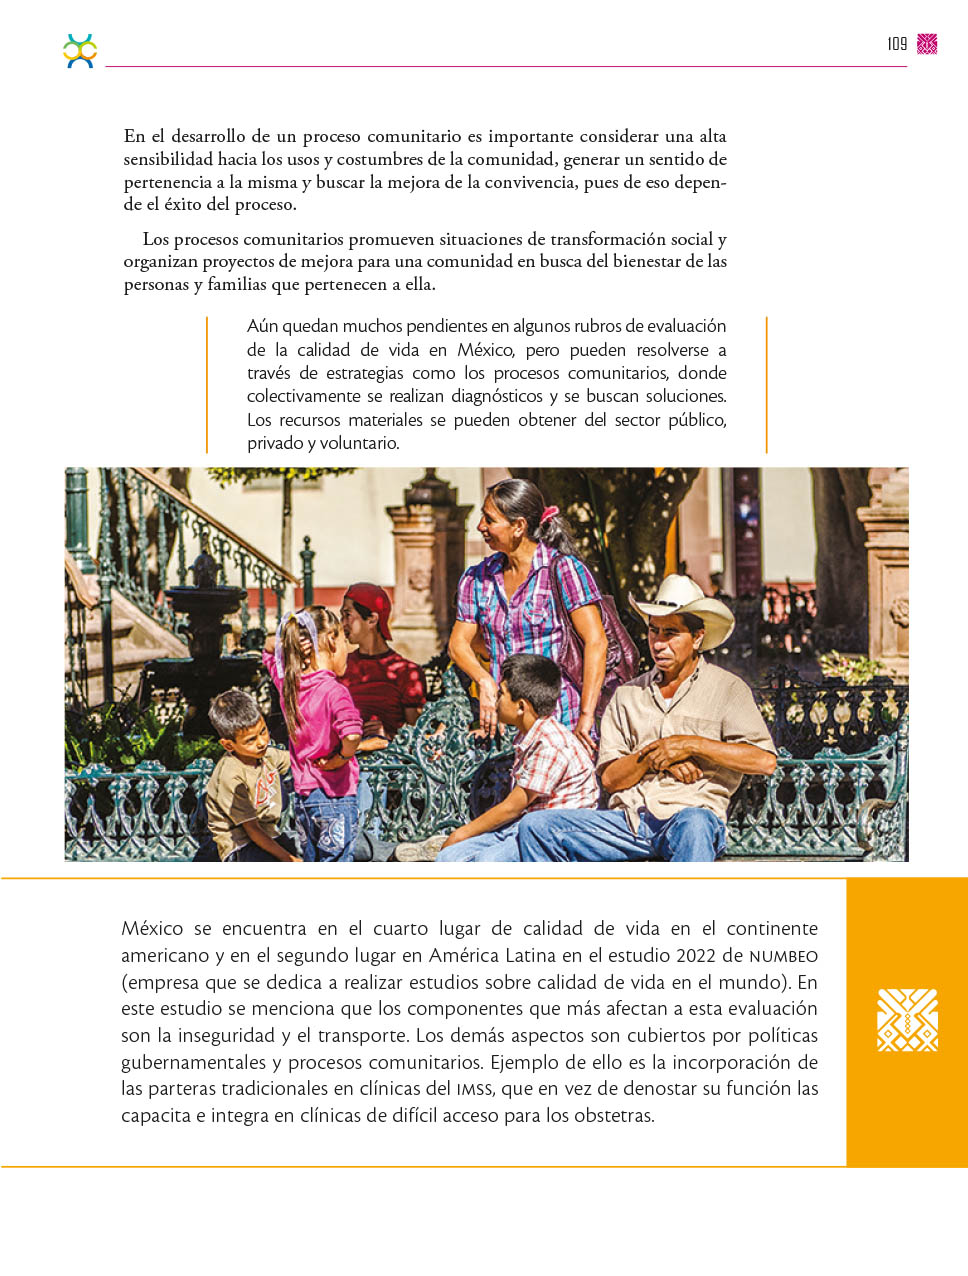 109
En el desarrollo de un proceso comunitario es importante considerar una alta
sensibilidad hacia los usos y costumbres de la comunidad, generar un sentido de
pertenencia a la misma y buscar la mejora de la convivencia, pues de eso depen-
de el éxito del proceso.
Los procesos comunitarios promueven situaciones de transformación social y
organizan proyectos de mejora para una comunidad en busca del bienestar de las
personas y familias que pertenecen a ella.
Aún quedan muchos pendientes en algunos rubros de evaluación
de la calidad de vida en México, pero pueden resolverse a
través de estrategias como los procesos comunitarios, donde
colectivamente se realizan diagnósticos y se buscan soluciones.
Los recursos materiales se pueden obtener del sector público,
privado y voluntario.
México se encuentra en el cuarto lugar de calidad de vida en el continente
americano y en el segundo lugar en América Latina en el estudio 2022 de NUMBEO
(empresa que se dedica a realizar estudios sobre calidad de vida en el mundo). En
este estudio se menciona que los componentes que más afectan a esta evaluación
son la inseguridad y el transporte. Los demás aspectos son cubiertos por políticas
gubernamentales y procesos comunitarios. Ejemplo de ello es la incorporación de
las parteras tradicionales en clínicas del IMSS, que en vez de denostar su función las
capacita e integra en clínicas de difícil acceso para los obstetras.